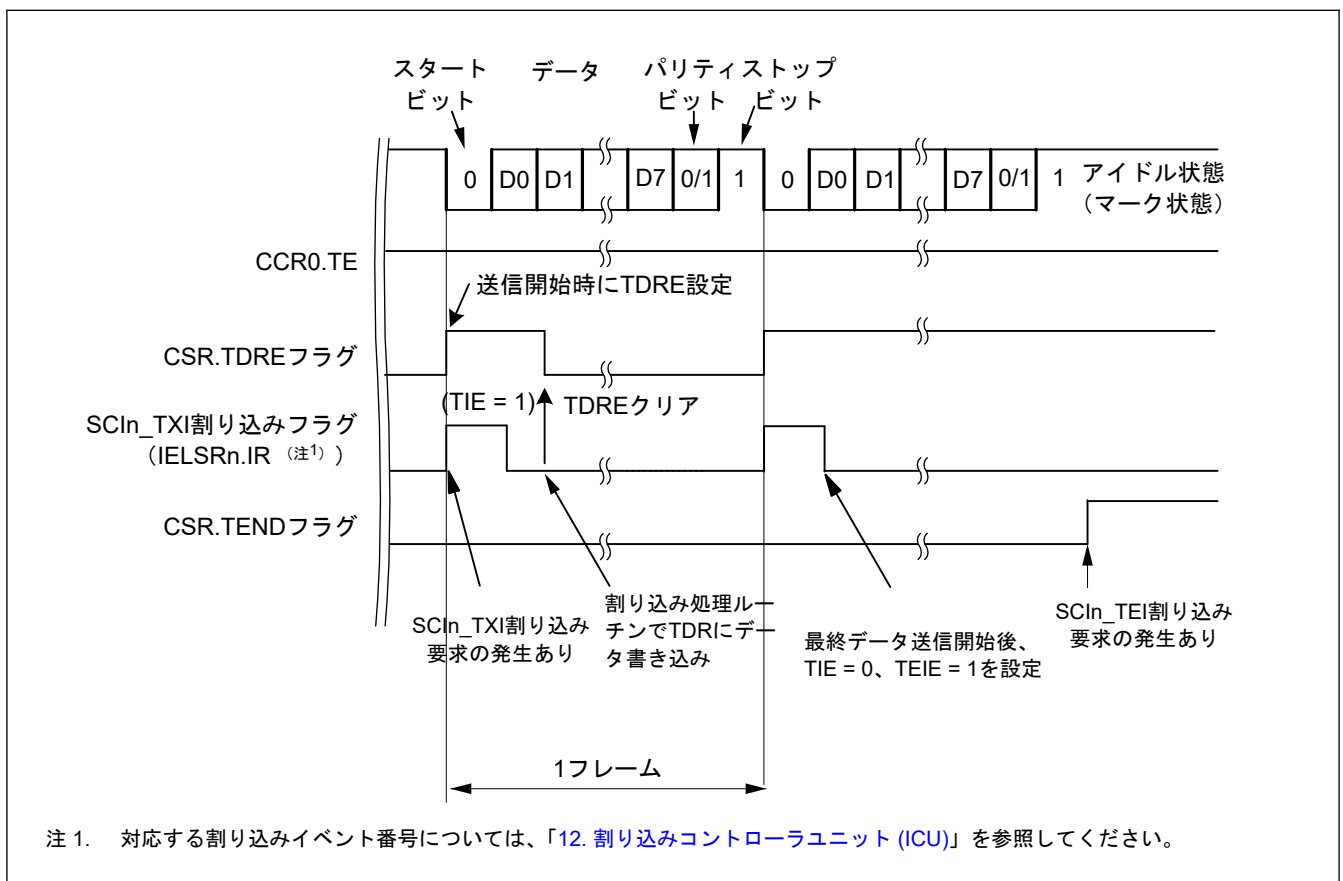 スタート
ビット
データ
パリティ
ビット
ストップ
ビット
0 D0 D1 D7 0/1 1 0 D0 D1 D7 0/1 1
アイドル状態
（マーク状態）
CCR0.TE
送信開始時にTDRE設定
CSR.TDREフラグ
(TIE = 1)
TDREクリア
SCIn_TXI割り込みフラグ
（IELSRn.IR （注1））
CSR.TENDフラグ
SCIn_TXI割り込み
要求の発生あり
割り込み処理ルー
チンでTDRにデー
タ書き込み
最終データ送信開始後、
TIE = 0、TEIE = 1を設定
SCIn_TEI割り込み
要求の発生あり
1フレーム
注 1. 対応する割り込みイベント番号については、「12. 割り込みコントローラユニット (ICU)」を参照してください。